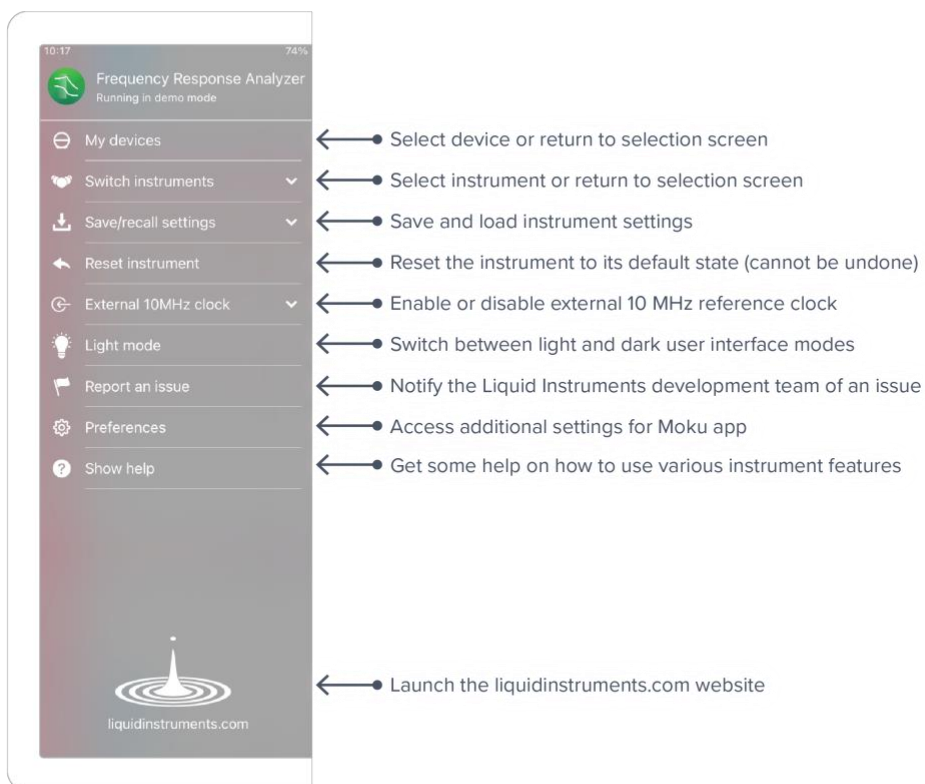 10:17 74%
Frequency Response Analyzer
Running in demo mode
My devices
Select device or return to selection screen
Switch instruments
Select instrument or return to selection screen
Save/recall settings
Save and load instrument settings
Reset instrument
Reset the instrument to its default state (cannot be undone)
External 10MHz clock
Enable or disable external 10 MHz reference clock
Light mode
Switch between light and dark user interface modes
Report an issue
Notify the Liquid Instruments development team of an issue
Preferences
Access additional settings for Moku app
? Show help
Get some help on how to use various instrument features
Launch the liquidinstruments.com website
liquidinstruments.com